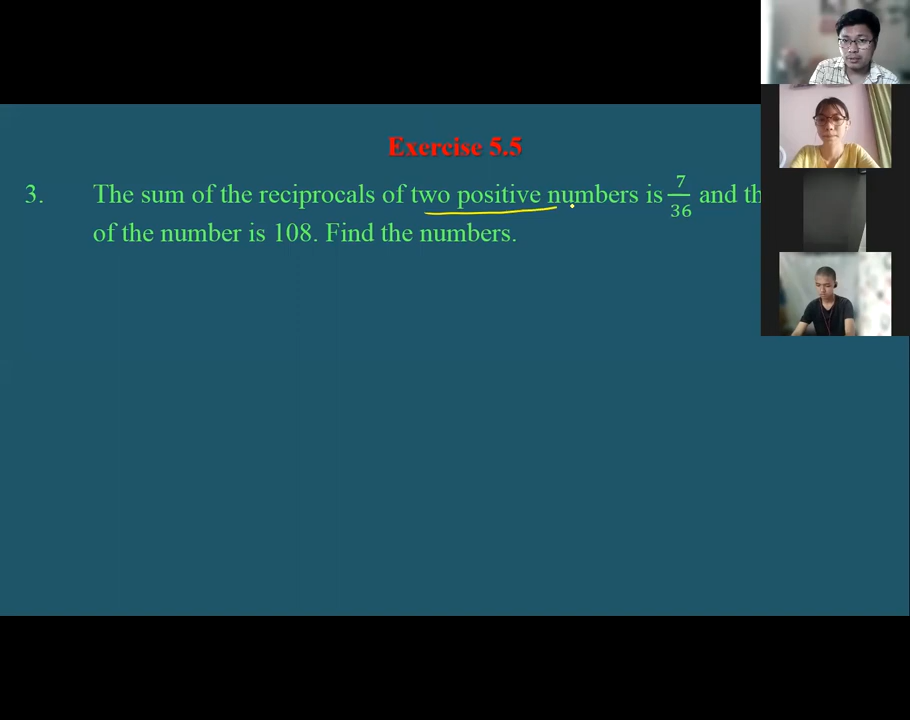 Exercise 5.5
3. The sum of the reciprocals of two positive numbers is 7/36 and th
of the number is 108. Find the numbers.